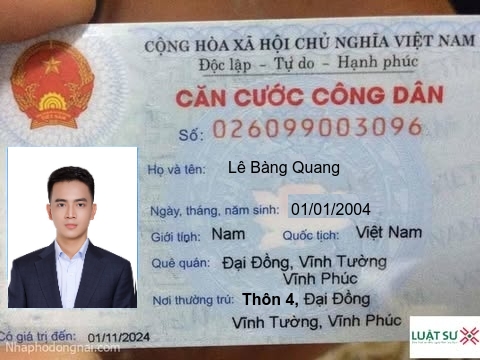 CỘNG HÒA XÃ HỘI CHỦ NGHĨA VIỆT NAM
Độc lập - Tự do - Hạnh phúc
CĂN CƯỚC CÔNG DÂN
Số: 026099003096
Họ và tên: Lê Bàng Quang
Ngày, tháng, năm sinh: 01/01/2004
Giới tính: Nam Quốc tịch: Việt Nam
Quê quán: Đại Đồng, Vĩnh Tường
Vĩnh Phúc
Nơi thường trú: Thôn 4, Đại Đồng
Vĩnh Tường, Vĩnh Phúc
Có giá trị đến: 01/11/2024
LUẬT SƯ
Nhaphodongnai.com